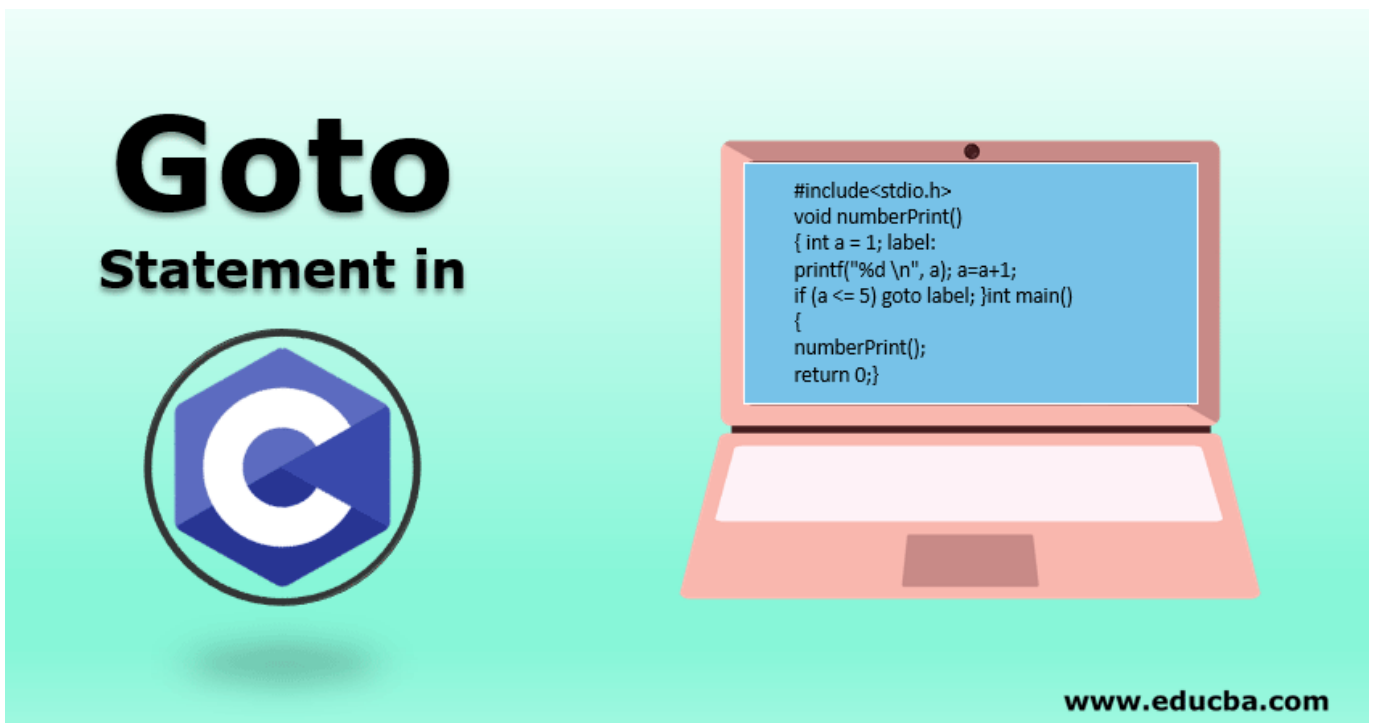 Goto
Statement in
C
#include<stdio.h>
void numberPrint()
{ int a = 1; label:
printf("%d \n", a); a=a+1;
if (a <= 5) goto label; }int main()
{
numberPrint();
return 0;}
www.educba.com